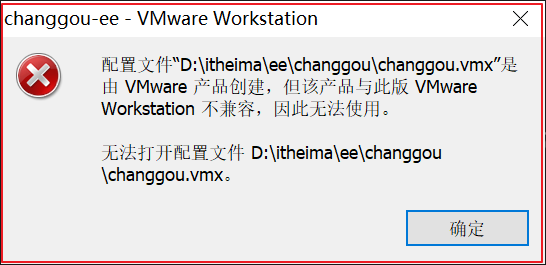 changgou-ee - VMware Workstation
配置文件“D:\itheima\ee\changgou\changgou.vmx”是
由 VMware 产品创建，但该产品与此版 VMware
Workstation 不兼容，因此无法使用。
无法打开配置文件 D:\itheima\ee\changgou
\changgou.vmx。
确定